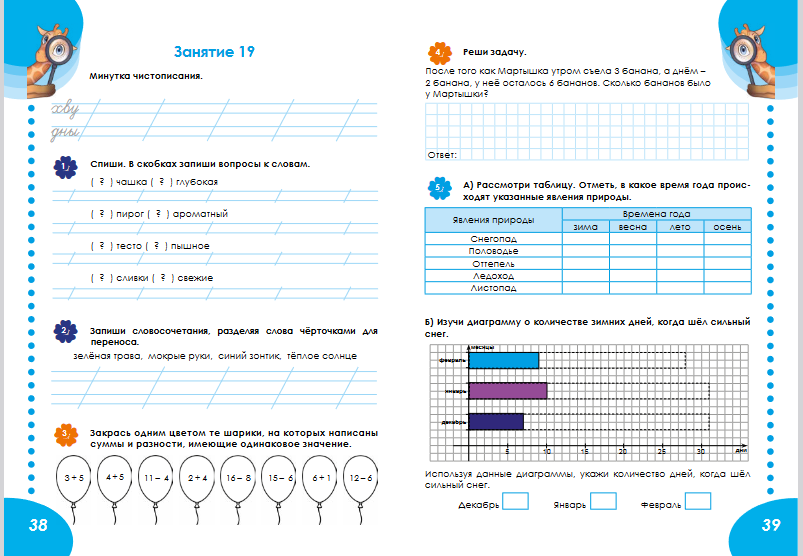 Занятие 19
Минутка чистописания.
хву
дны
1.
Спиши. В скобках запиши вопросы к словам.
( ? ) чашка ( ? ) глубокая
( ? ) пирог ( ? ) ароматный
( ? ) тесто ( ? ) пышное
( ? ) сливки ( ? ) свежие
2.
Запиши словосочетания, разделяя слова чёрточками для
переноса.
зелёная трава, мокрые руки, синий зонтик, тёплое солнце
3.
Закрась одним цветом те шарики, на которых написаны
суммы и разности, имеющие одинаковое значение.
3 + 5 4 + 5 11 – 4 2 + 4 16 – 8 15 – 6 6 + 1 12 – 6
38
4.
Реши задачу.
После того как Мартышка утром съела 3 банана, а днём –
2 банана, у неё осталось 6 бананов. Сколько бананов было
у Мартышки?
Ответ:
5.
А) Рассмотри таблицу. Отметь, в какое время года проис-
ходят указанные явления природы.
Явления природы Времена года
зима весна лето осень
Снегопад
Половодье
Оттепель
Ледоход
Листопад
Б) Изучи диаграмму о количестве зимних дней, когда шёл сильный
снег.
месяцы
февраль
январь
декабрь
5 10 15 20 25 30 дни
Используя данные диаграммы, укажи количество дней, когда шёл
сильный снег.
Декабрь Январь Февраль
39